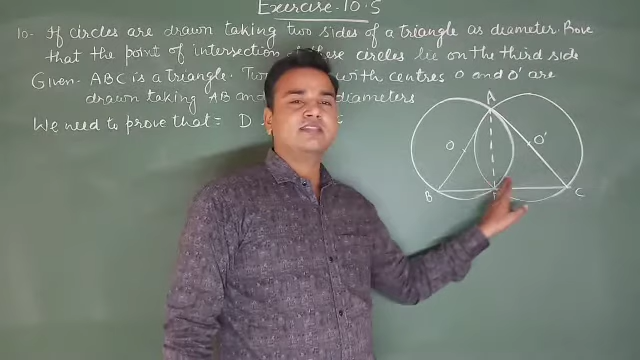 Exercise-10.5
10- If circles are drawn taking two sides of a triangle as diameter. Prove
that the point of intersection these circles lie on the third side
Given- ABC is a triangle. Two with centres O and O' are
drawn taking AB and diameters
We need to prove that = D
A
O O'
B C